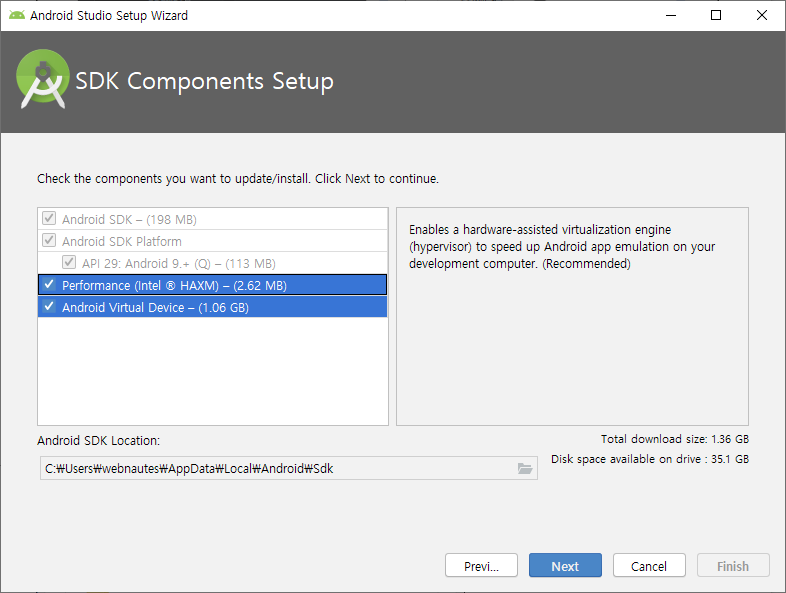 Android Studio Setup Wizard
SDK Components Setup
Check the components you want to update/install. Click Next to continue.
Android SDK – (198 MB)
Android SDK Platform
API 29: Android 9.+ (Q) – (113 MB)
Performance (Intel ® HAXM) – (2.62 MB)
Android Virtual Device – (1.06 GB)
Enables a hardware-assisted virtualization engine
(hypervisor) to speed up Android app emulation on your
development computer. (Recommended)
Android SDK Location:
C:₩Users₩webnautes₩AppData₩Local₩Android₩Sdk
Total download size: 1.36 GB
Disk space available on drive : 35.1 GB
Previ...
Next
Cancel
Finish